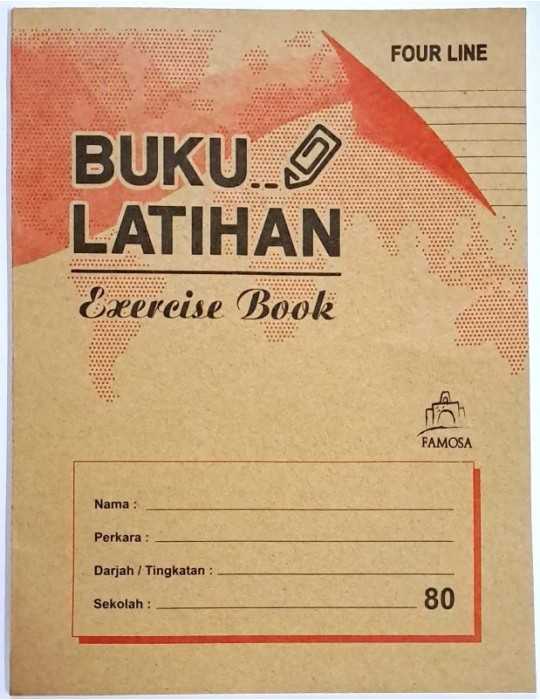 FOUR LINE
BUKU
LATIHAN
Exercise Book
FAMOSA
Nama :
Perkara :
Darjah / Tingkatan :
Sekolah :
80